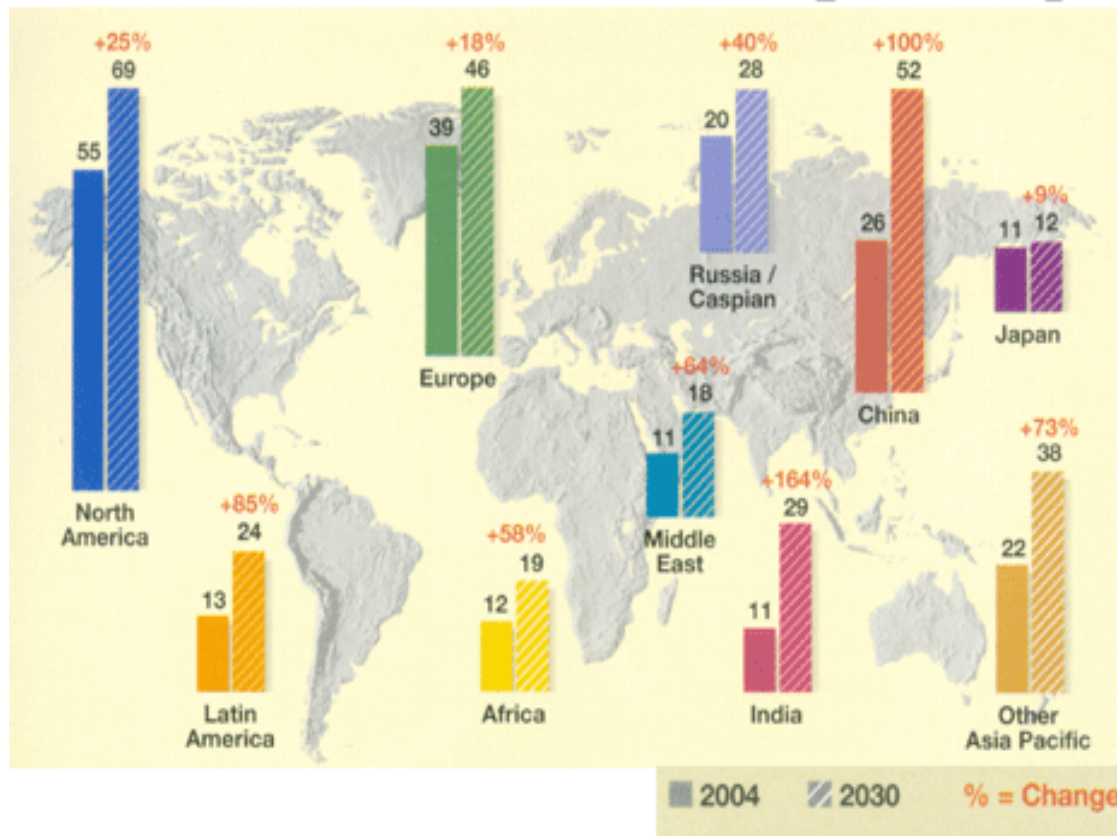 +25%
69
55
North
America
+18%
46
39
Europe
+40%
28
20
Russia /
Caspian
+100%
52
26
China
+9%
12
11
Japan
+64%
18
11
Middle
East
+85%
24
13
Latin
America
+58%
19
12
Africa
+164%
29
11
India
+73%
38
22
Other
Asia Pacific
2004 2030 % = Change